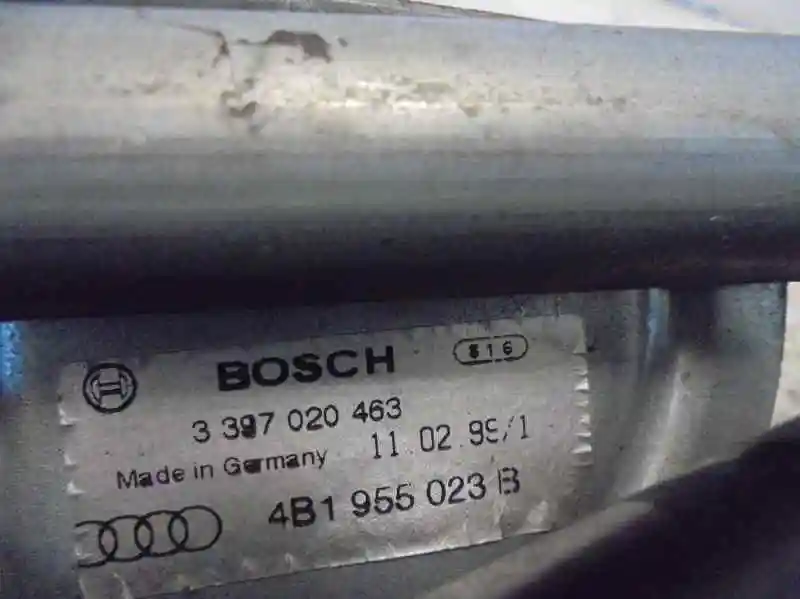 BOSCH 816
3 397 020 463
Made in Germany 11.02.99/1
4B1 955 023 B